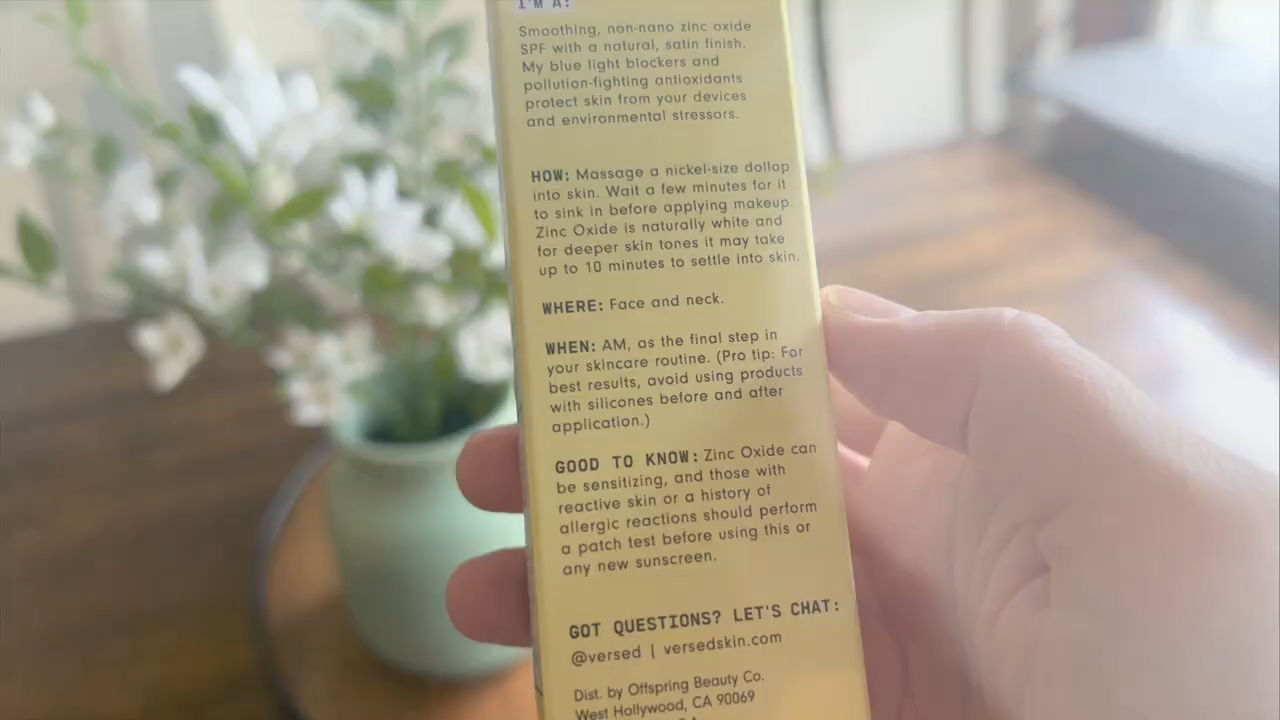 I'M A:
Smoothing, non-nano zinc oxide
SPF with a natural, satin finish.
My blue light blockers and
pollution-fighting antioxidants
protect skin from your devices
and environmental stressors.
HOW: Massage a nickel-size dollop
into skin. Wait a few minutes for it
to sink in before applying makeup.
Zinc Oxide is naturally white and
for deeper skin tones it may take
up to 10 minutes to settle into skin.
WHERE: Face and neck.
WHEN: AM, as the final step in
your skincare routine. (Pro tip: For
best results, avoid using products
with silicones before and after
application.)
GOOD TO KNOW: Zinc Oxide can
be sensitizing, and those with
reactive skin or a history of
allergic reactions should perform
a patch test before using this or
any new sunscreen.
GOT QUESTIONS? LET'S CHAT:
@versed | versedskin.com
Dist. by Offspring Beauty Co.
West Hollywood, CA 90069